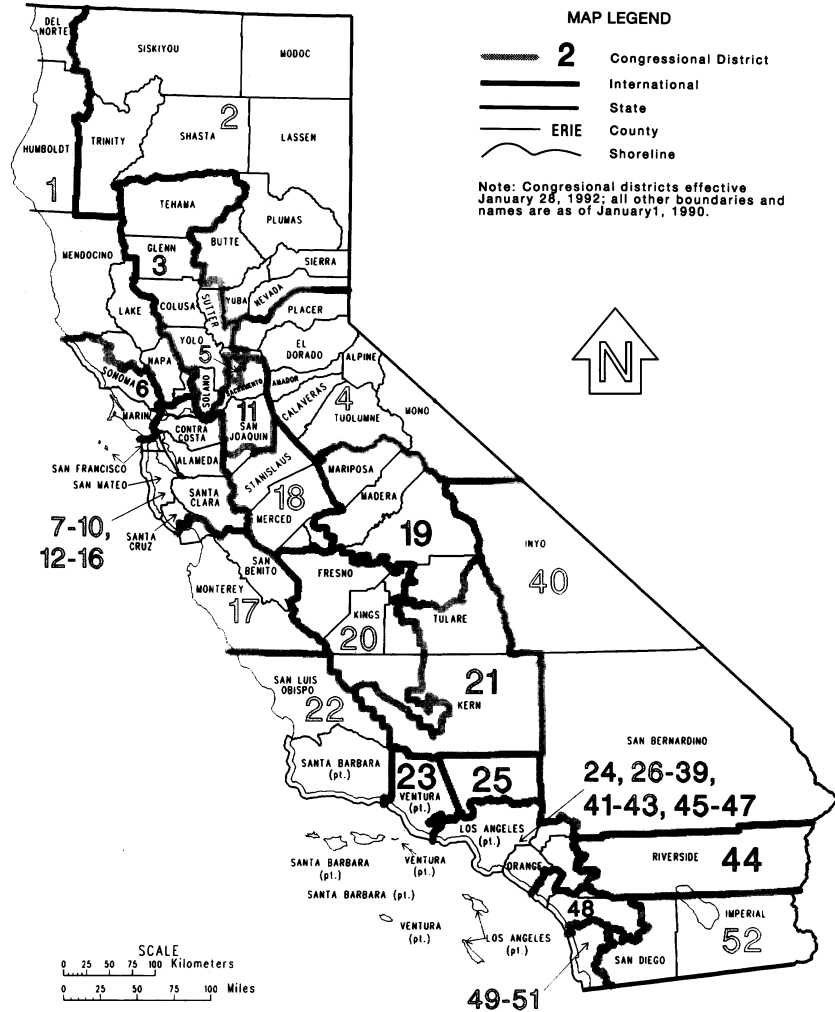 MAP LEGEND
2 Congressional District
International
State
ERIE County
Shoreline
Note: Congresional districts effective
January 28, 1992; all other boundaries and
names are as of January1, 1990.
N
DEL
NORTE
SISKIYOU
MODOC
HUMBOLDT
TRINITY
SHASTA
2
LASSEN
1
TEHAMA
PLUMAS
MENDOCINO
GLENN
3
BUTTE
SIERRA
LAKE
COLUSA
SUTTER
YUBA
NEVADA
PLACER
YOLO
5
EL
DORADO
ALPINE
NAPA
SONOMA
6
SOLANO
SACRAMENTO
AMADOR
MARIN
11
CALAVERAS
4
TUOLUMNE
MONO
CONTRA
COSTA
SAN
JOAQUIN
ALAMEDA
SAN FRANCISCO
SAN MATEO
STANISLAUS
MARIPOSA
MADERA
SANTA
CLARA
18
MERCED
7-10,
12-16
SANTA
CRUZ
19
INYO
40
SAN
BENITO
FRESNO
MONTEREY
17
KINGS
20
TULARE
SAN LUIS
OBISPO
22
21
KERN
SAN BERNARDINO
SANTA BARBARA
(pt.)
23
VENTURA
(pt.)
25
24, 26-39,
41-43, 45-47
LOS ANGELES
(pt.)
SANTA BARBARA
(pt.)
VENTURA
(pt.)
ORANGE
RIVERSIDE 44
SANTA BARBARA (pt.)
48
IMPERIAL
52
VENTURA
(pt.)
LOS ANGELES
(pt.)
SAN DIEGO
49-51
SCALE
0 25 50 75 100 Kilometers
0 25 50 100 Miles